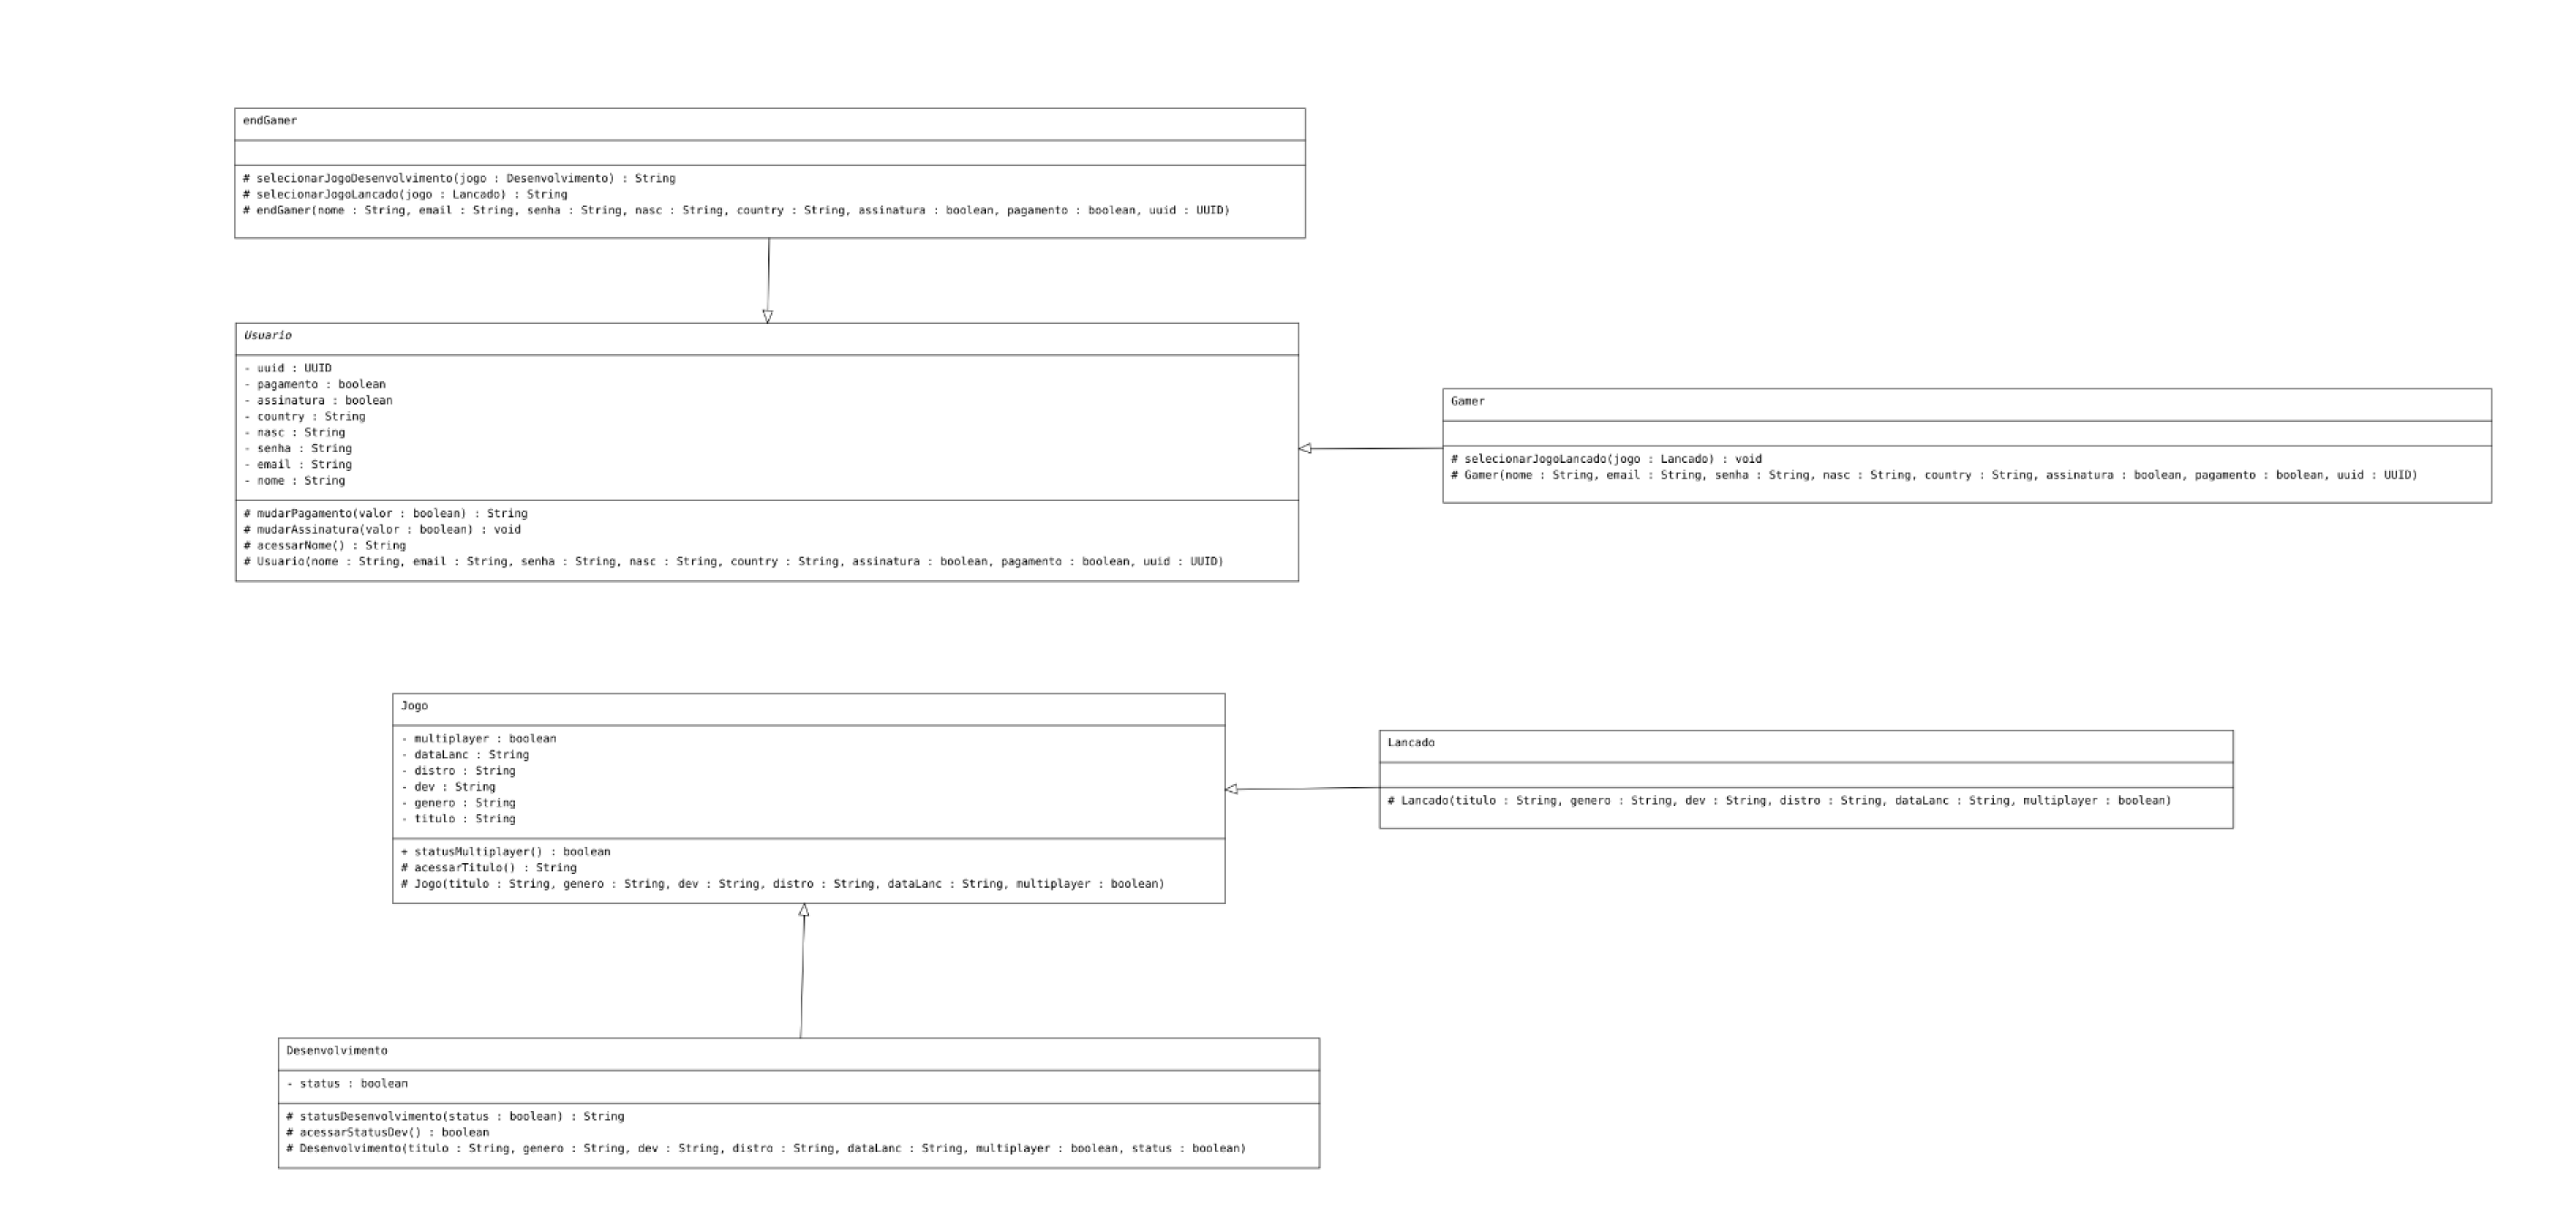 endGamer
# selecionarJogoDesenvolvimento(jogo : Desenvolvimento) : String
# selecionarJogoLancado(jogo : Lancado) : String
# endGamer(nome : String, email : String, senha : String, nasc : String, country : String, assinatura : boolean, pagamento : boolean, uuid : UUID)
Usuario
- uuid : UUID
- pagamento : boolean
- assinatura : boolean
- country : String
- nasc : String
- senha : String
- email : String
- nome : String
# mudarPagamento(valor : boolean) : String
# mudarAssinatura(valor : boolean) : void
# acessarNome() : String
# Usuario(nome : String, email : String, senha : String, nasc : String, country : String, assinatura : boolean, pagamento : boolean, uuid : UUID)
Gamer
# selecionarJogoLancado(jogo : Lancado) : void
# Gamer(nome : String, email : String, senha : String, nasc : String, country : String, assinatura : boolean, pagamento : boolean, uuid : UUID)
Jogo
- multiplayer : boolean
- dataLanc : String
- distro : String
- dev : String
- genero : String
- titulo : String
+ statusMultiplayer() : boolean
# acessarTitulo() : String
# Jogo(titulo : String, genero : String, dev : String, distro : String, dataLanc : String, multiplayer : boolean)
Lancado
# Lancado(titulo : String, genero : String, dev : String, distro : String, dataLanc : String, multiplayer : boolean)
Desenvolvimento
- status : boolean
# statusDesenvolvimento(status : boolean) : String
# acessarStatusDev() : boolean
# Desenvolvimento(titulo : String, genero : String, dev : String, distro : String, dataLanc : String, multiplayer : boolean, status : boolean)